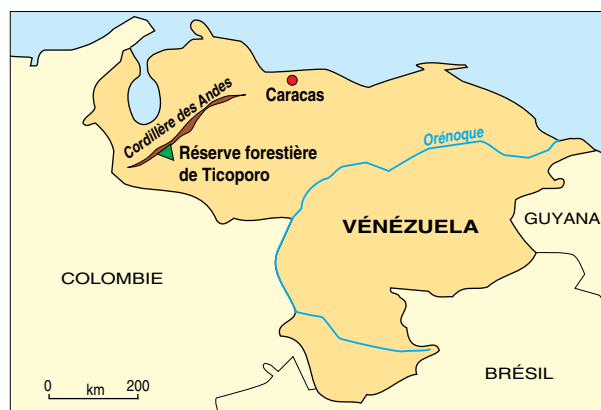 Caracas
Cordillère des Andes
Orénoque
Réserve forestière
de Ticoporo
VÉNÉZUELA
GUYANA
COLOMBIE
BRÉSIL
0 km 200